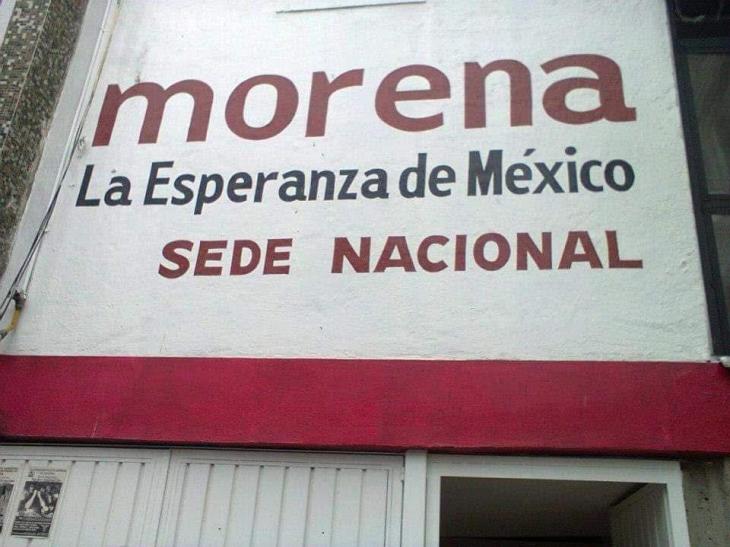 morena
La Esperanza de México
SEDE NACIONAL